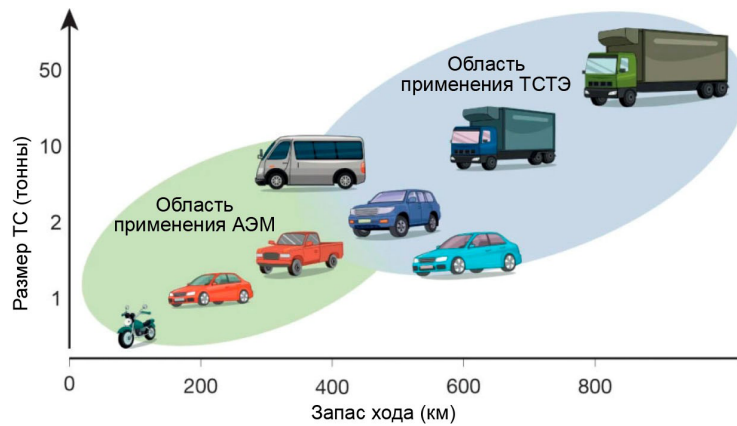 50
10
2
1
Размер ТС (тонны)
Область
применения ТСТЭ
Область
применения АЭМ
0
200
400
600
800
Запас хода (км)